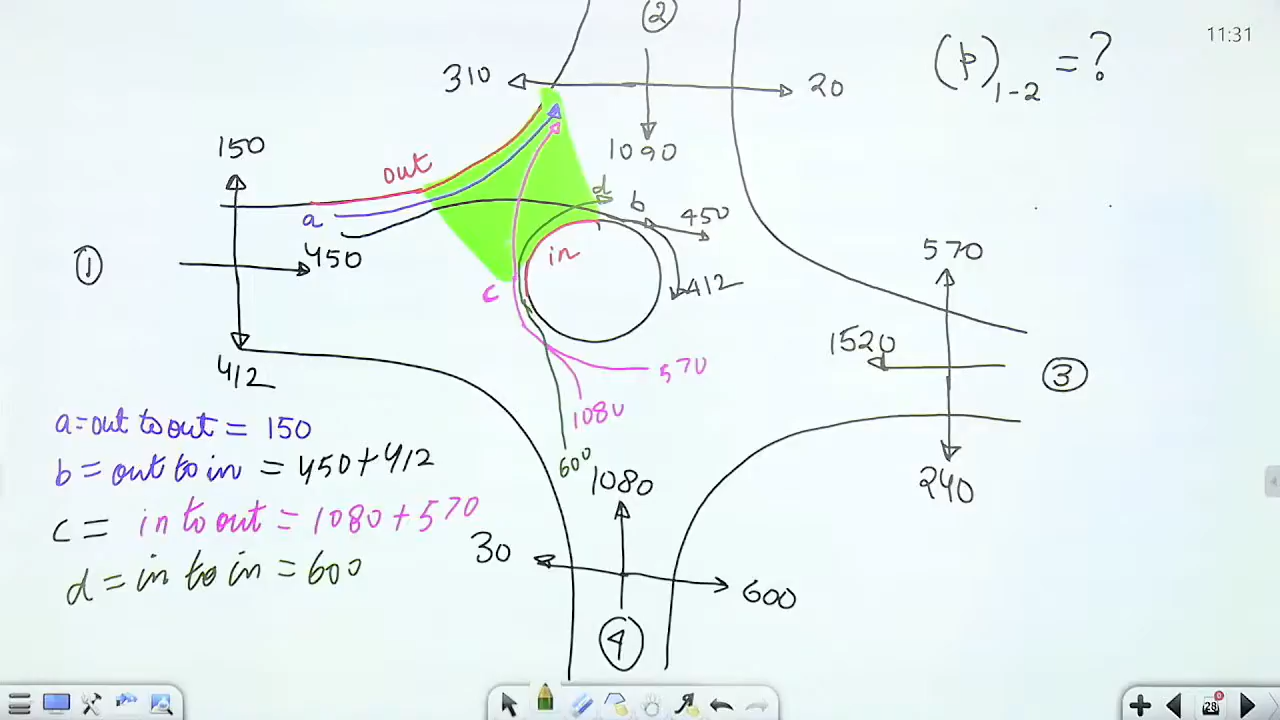 11:31
2
(p)1-2 = ?
310
20
1090
150
out
a
d
b
450
450
in
1
c
412
570
1520
3
412
570
1080
600
240
a = out to out = 150
b = out to in = 450 + 412
c = in to out = 1080 + 570
d = in to in = 600
1080
30
600
4
28